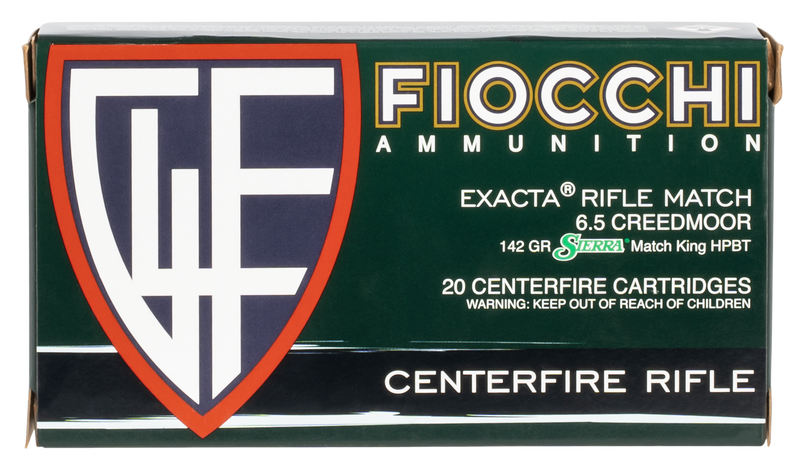 GFL
FIOCCHI
AMMUNITION
EXACTA® RIFLE MATCH
6.5 CREEDMOOR
142 GR SIERRA® Match King HPBT
20 CENTERFIRE CARTRIDGES
WARNING: KEEP OUT OF REACH OF CHILDREN
CENTERFIRE RIFLE